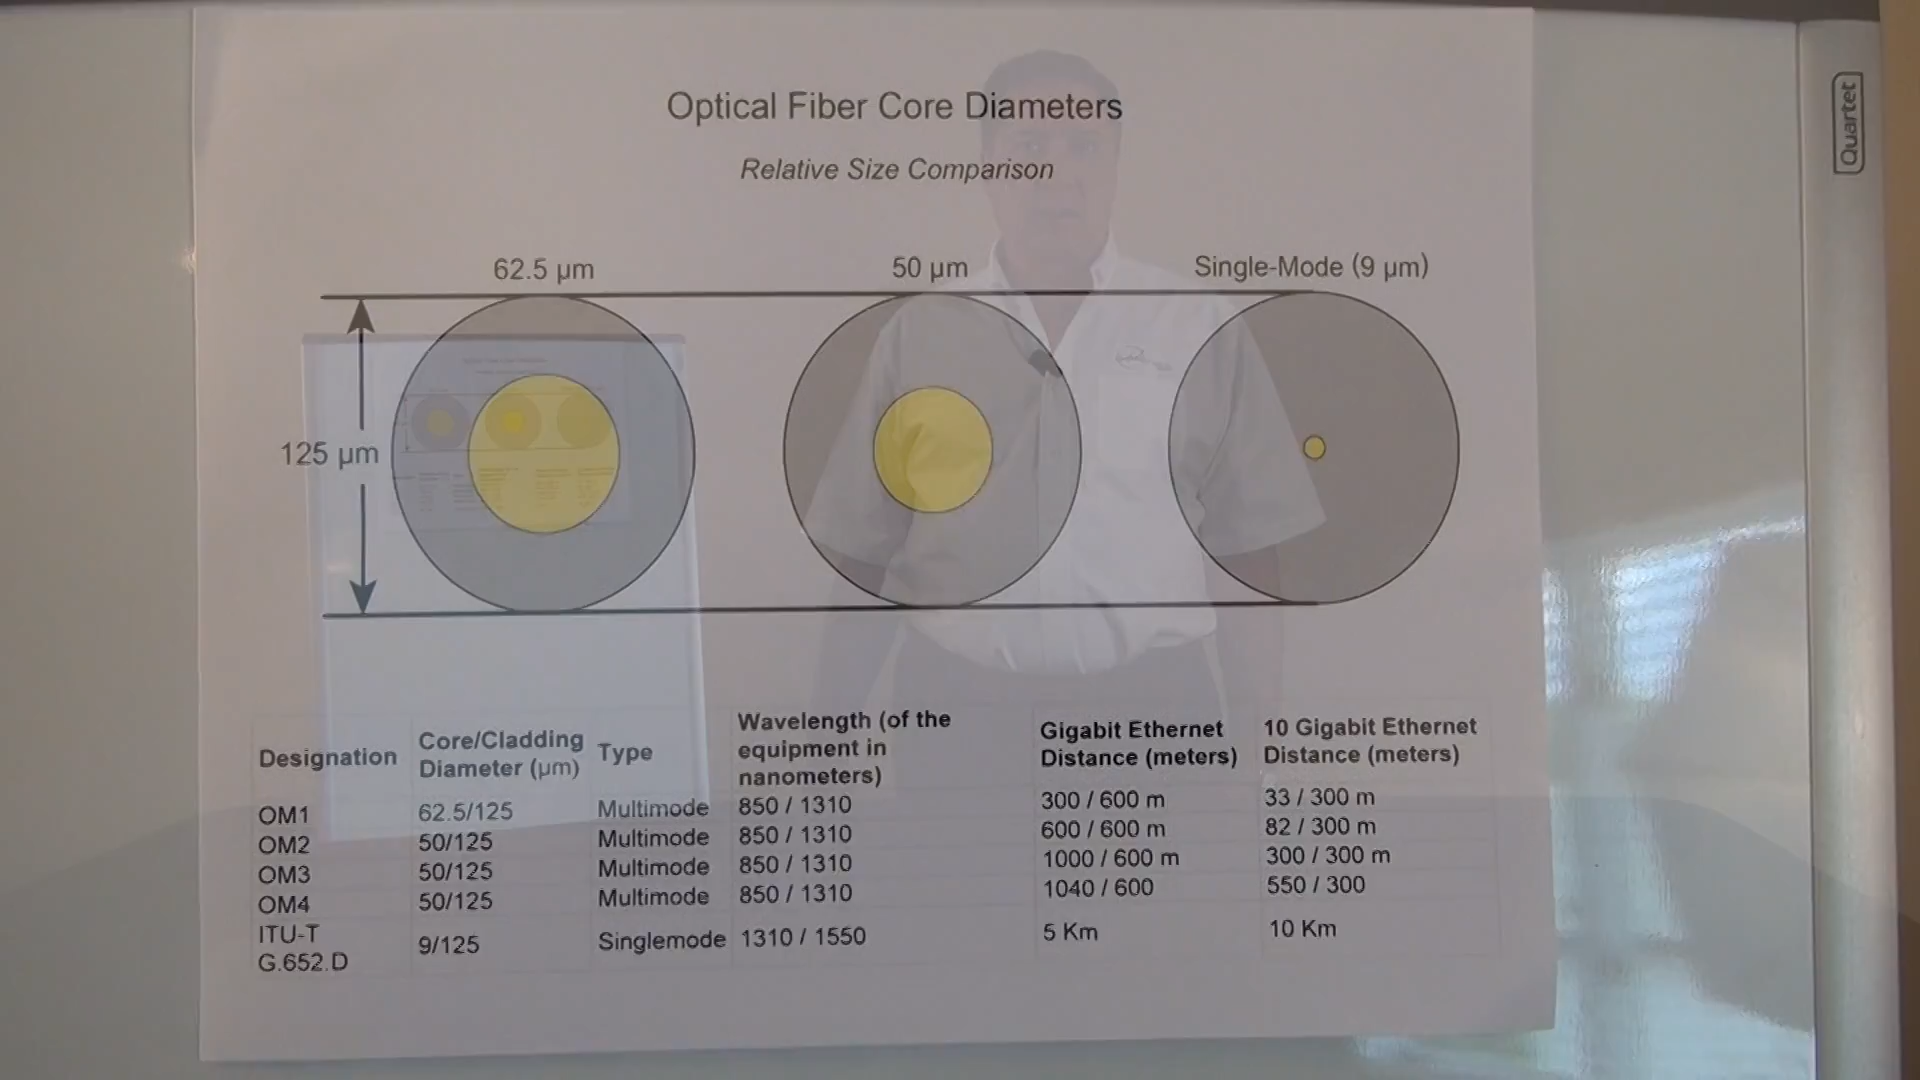 Optical Fiber Core Diameters
Relative Size Comparison
Quartet
62.5 µm
50 µm
Single-Mode (9 µm)
125 µm
Designation
Core/Cladding
Diameter (µm)
Type
Wavelength (of the
equipment in
nanometers)
Gigabit Ethernet
Distance (meters)
10 Gigabit Ethernet
Distance (meters)
OM1 62.5/125 Multimode 850 / 1310 300 / 600 m 33 / 300 m
OM2 50/125 Multimode 850 / 1310 600 / 600 m 82 / 300 m
OM3 50/125 Multimode 850 / 1310 1000 / 600 m 300 / 300 m
OM4 50/125 Multimode 850 / 1310 1040 / 600 550 / 300
ITU-T
G.652.D
9/125 Singlemode 1310 / 1550 5 Km 10 Km